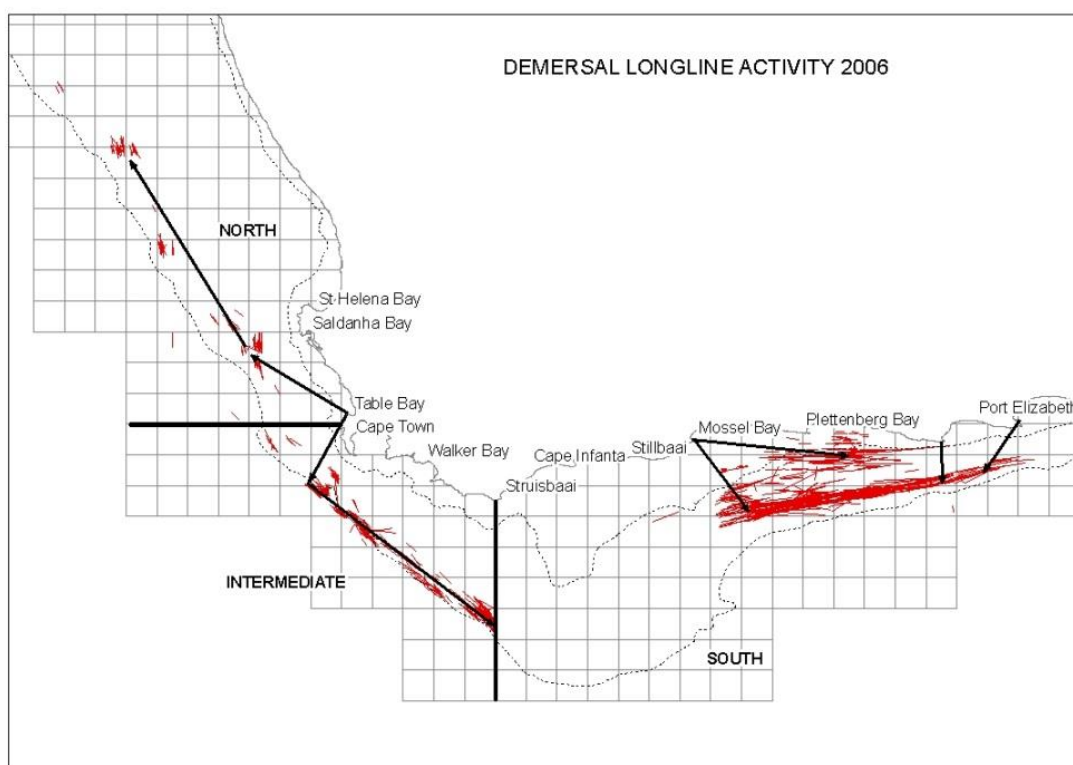 DEMERSAL LONGLINE ACTIVITY 2006
NORTH
St Helena Bay
Saldanha Bay
Table Bay
Cape Town
Walker Bay
Struisbaai
Cape Infanta
Stillbaai
Mossel Bay
Plettenberg Bay
Port Elizabeth
INTERMEDIATE
SOUTH